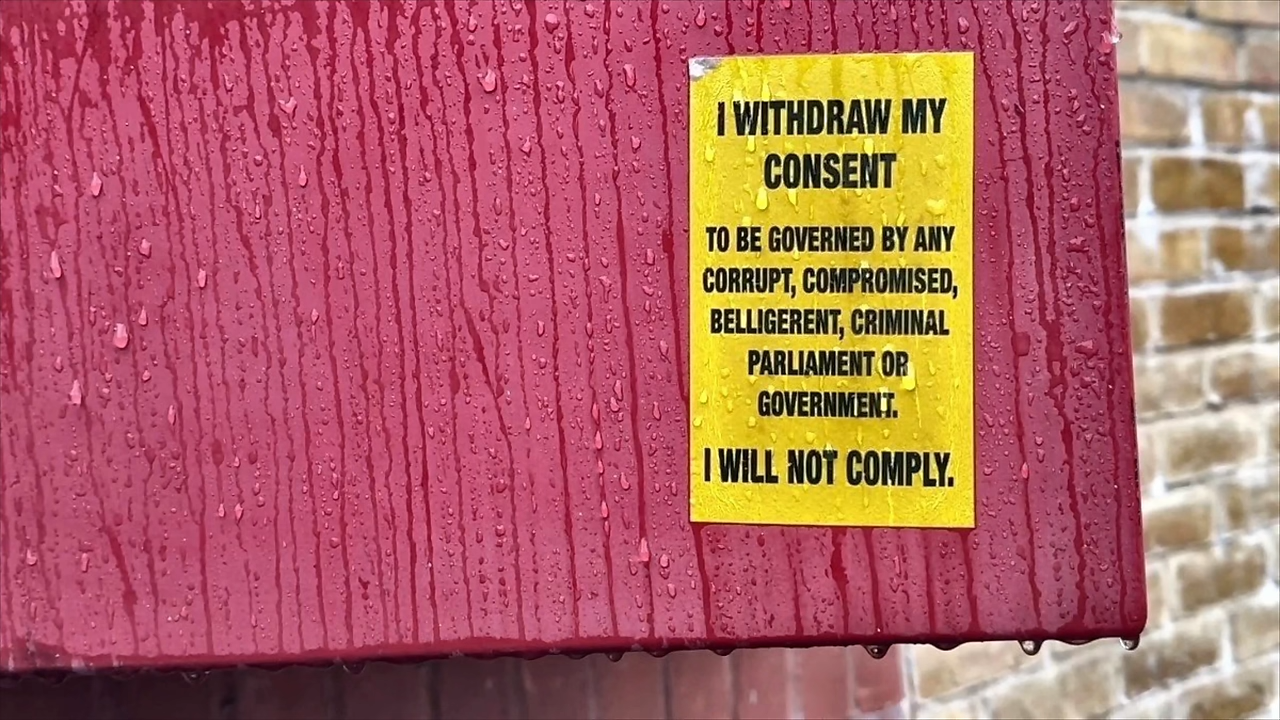 I WITHDRAW MY
CONSENT
TO BE GOVERNED BY ANY
CORRUPT, COMPROMISED,
BELLIGERENT, CRIMINAL
PARLIAMENT OR
GOVERNMENT.
I WILL NOT COMPLY.